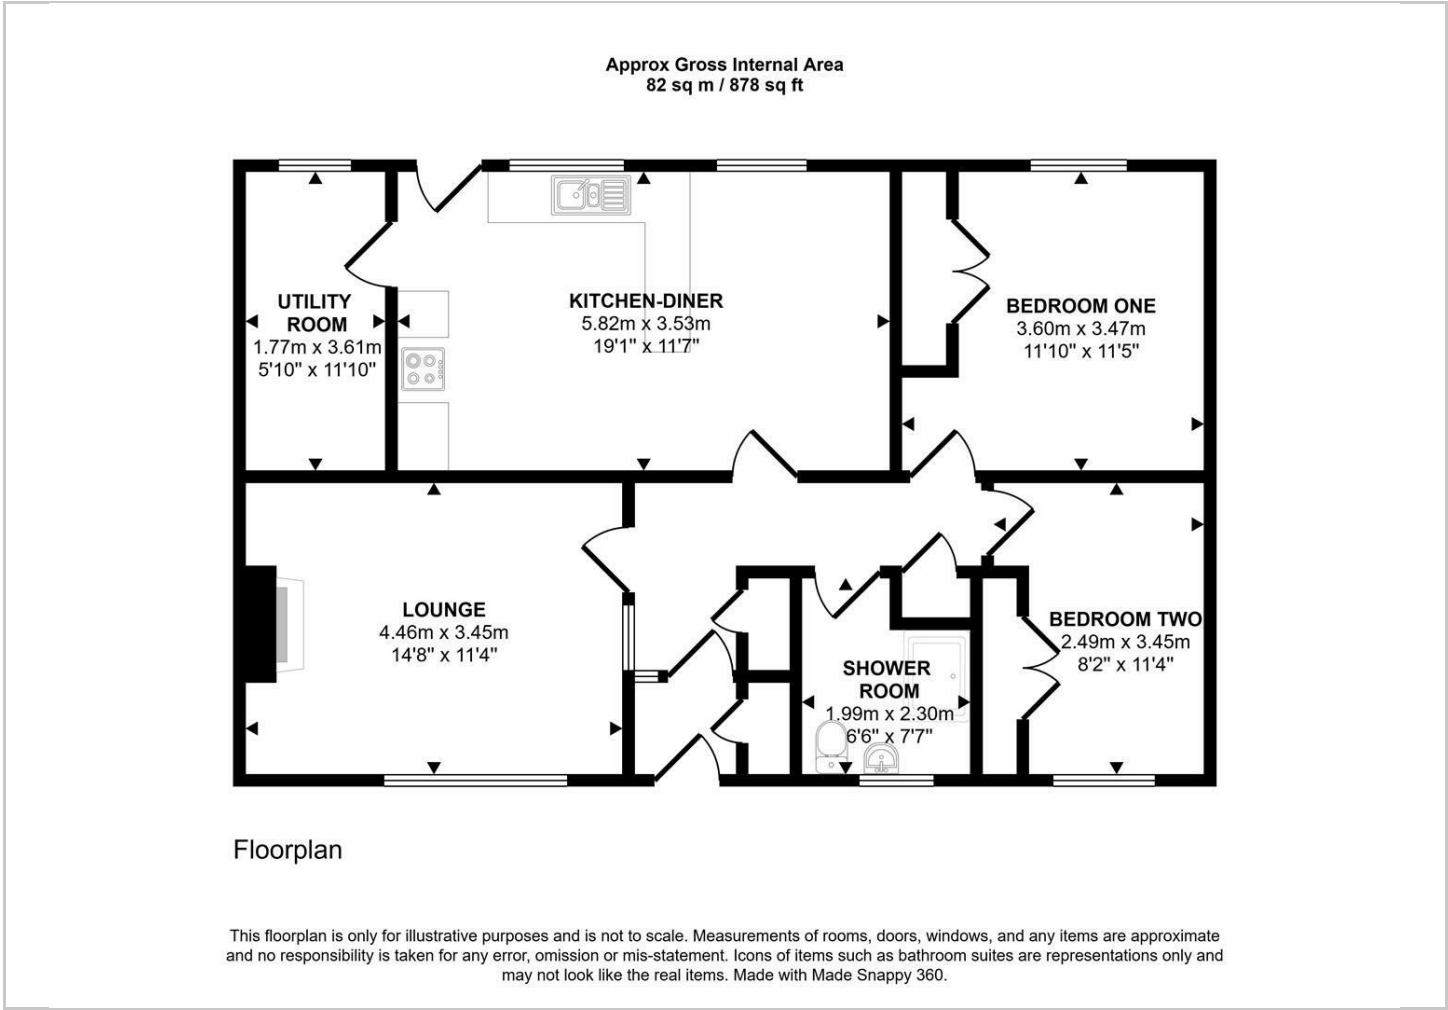 Approx Gross Internal Area
82 sq m / 878 sq ft
UTILITY
ROOM
1.77m x 3.61m
5'10" x 11'10"
KITCHEN-DINER
5.82m x 3.53m
19'1" x 11'7"
BEDROOM ONE
3.60m x 3.47m
11'10" x 11'5"
LOUNGE
4.46m x 3.45m
14'8" x 11'4"
SHOWER
ROOM
1.99m x 2.30m
6'6" x 7'7"
BEDROOM TWO
2.49m x 3.45m
8'2" x 11'4"
Floorplan
This floorplan is only for illustrative purposes and is not to scale. Measurements of rooms, doors, windows, and any items are approximate
and no responsibility is taken for any error, omission or mis-statement. Icons of items such as bathroom suites are representations only and
may not look like the real items. Made with Made Snappy 360.